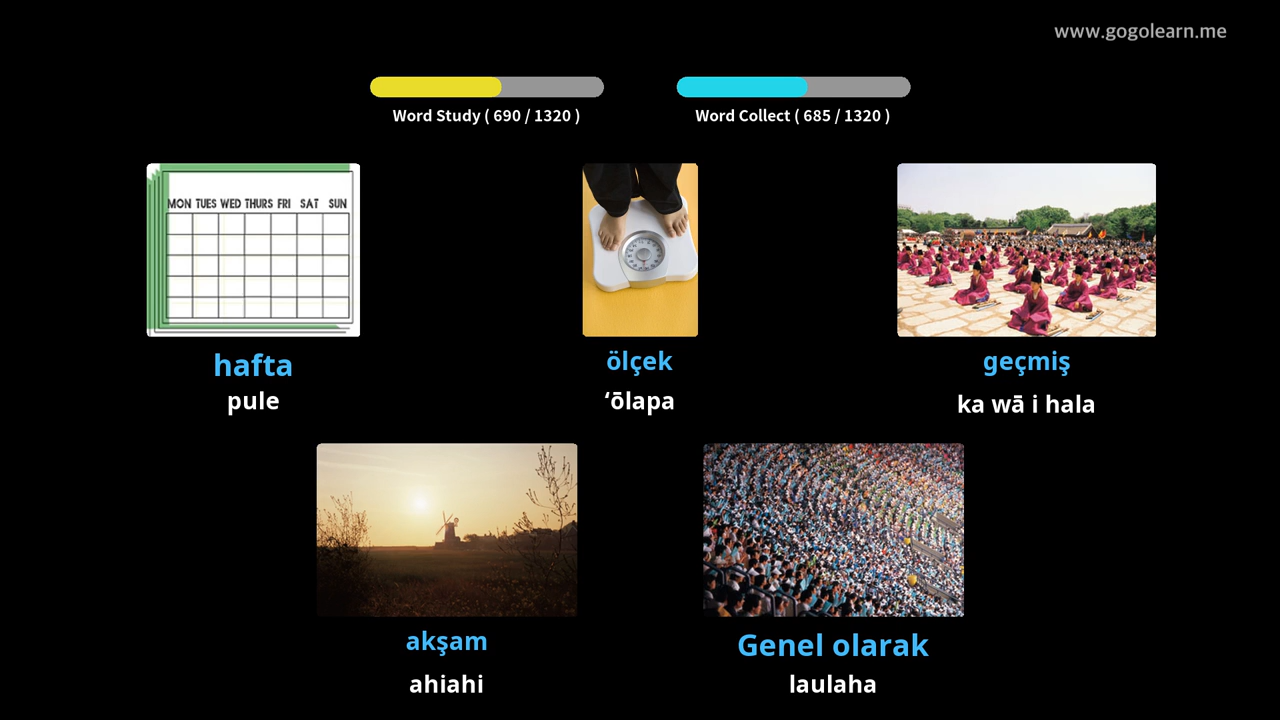 www.gogolearn.me
Word Study ( 690 / 1320 )
Word Collect ( 685 / 1320 )
MON TUES WED THURS FRI SAT SUN
hafta
pule
ölçek
ʻōlapa
geçmiş
ka wā i hala
akşam
ahiahi
Genel olarak
laulaha